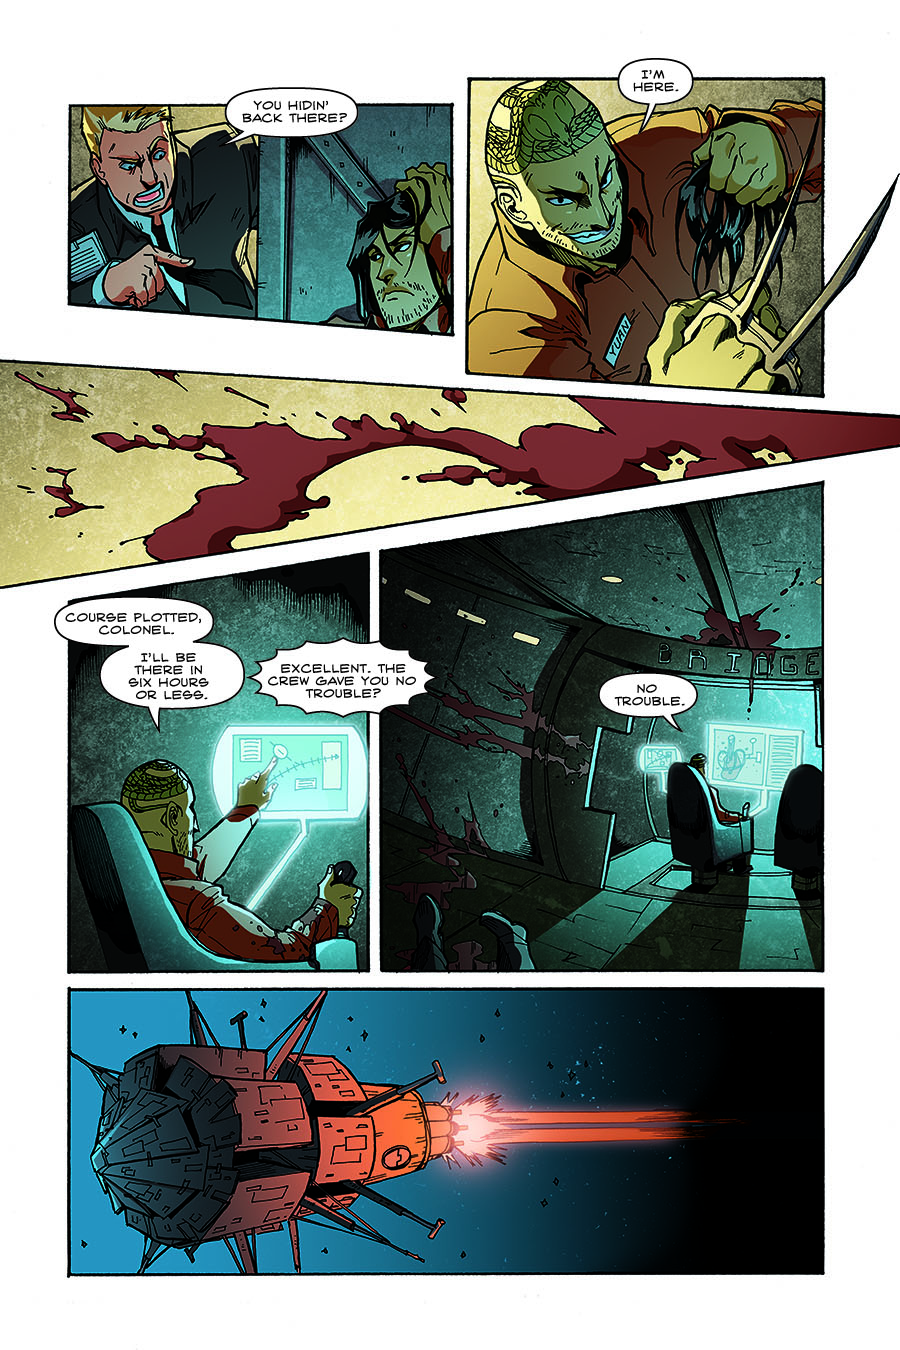 YOU HIDIN'
BACK THERE?
I'M
HERE.
YUAN
COURSE PLOTTED,
COLONEL.
I'LL BE
THERE IN
SIX HOURS
OR LESS.
EXCELLENT. THE
CREW GAVE YOU NO
TROUBLE?
BRIDGE
NO
TROUBLE.